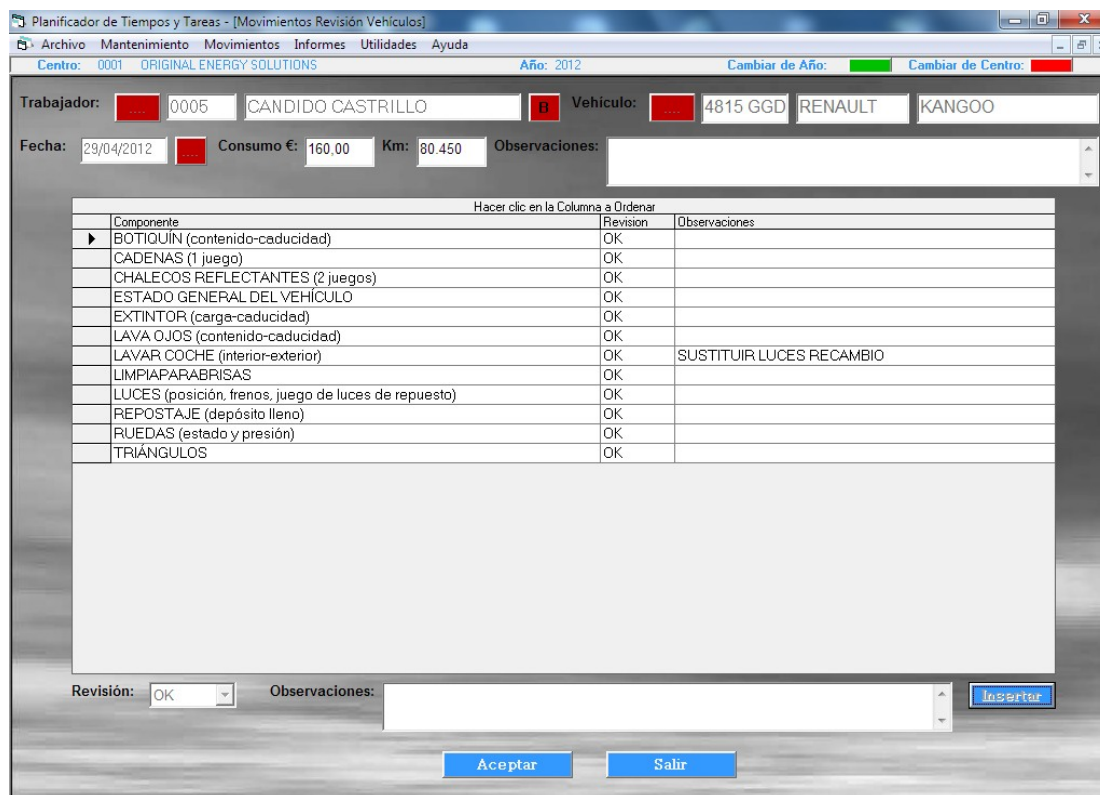 Planificador de Tiempos y Tareas - [Movimientos Revisión Vehículos]
Archivo Mantenimiento Movimientos Informes Utilidades Ayuda
Centro: 0001 ORIGINAL ENERGY SOLUTIONS Año: 2012 Cambiar de Año: Cambiar de Centro:
Trabajador: .... 0005 CANDIDO CASTRILLO B Vehículo: .... 4815 GGD RENAULT KANGOO
Fecha: 29/04/2012 .... Consumo €: 160,00 Km: 80.450 Observaciones:
Hacer clic en la Columna a Ordenar
Componente Revision Observaciones
BOTIQUÍN (contenido-caducidad) OK
CADENAS (1 juego) OK
CHALECOS REFLECTANTES (2 juegos) OK
ESTADO GENERAL DEL VEHÍCULO OK
EXTINTOR (carga-caducidad) OK
LAVA OJOS (contenido-caducidad) OK
LAVAR COCHE (interior-exterior) OK SUSTITUIR LUCES RECAMBIO
LIMPIAPARABRISAS OK
LUCES (posición, frenos, juego de luces de repuesto) OK
REPOSTAJE (depósito lleno) OK
RUEDAS (estado y presión) OK
TRIÁNGULOS OK
Revisión: OK Observaciones: Insertar
Aceptar Salir